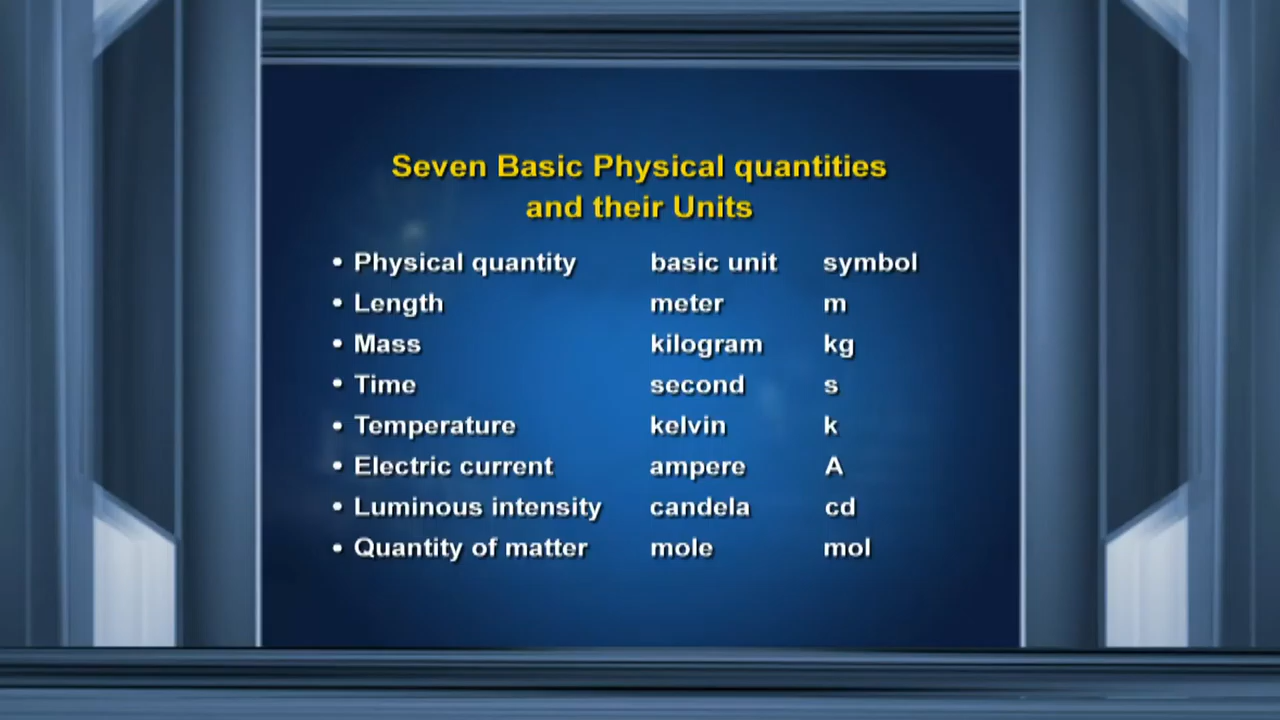 Seven Basic Physical quantities
and their Units
• Physical quantity basic unit symbol
• Length meter m
• Mass kilogram kg
• Time second s
• Temperature kelvin k
• Electric current ampere A
• Luminous intensity candela cd
• Quantity of matter mole mol